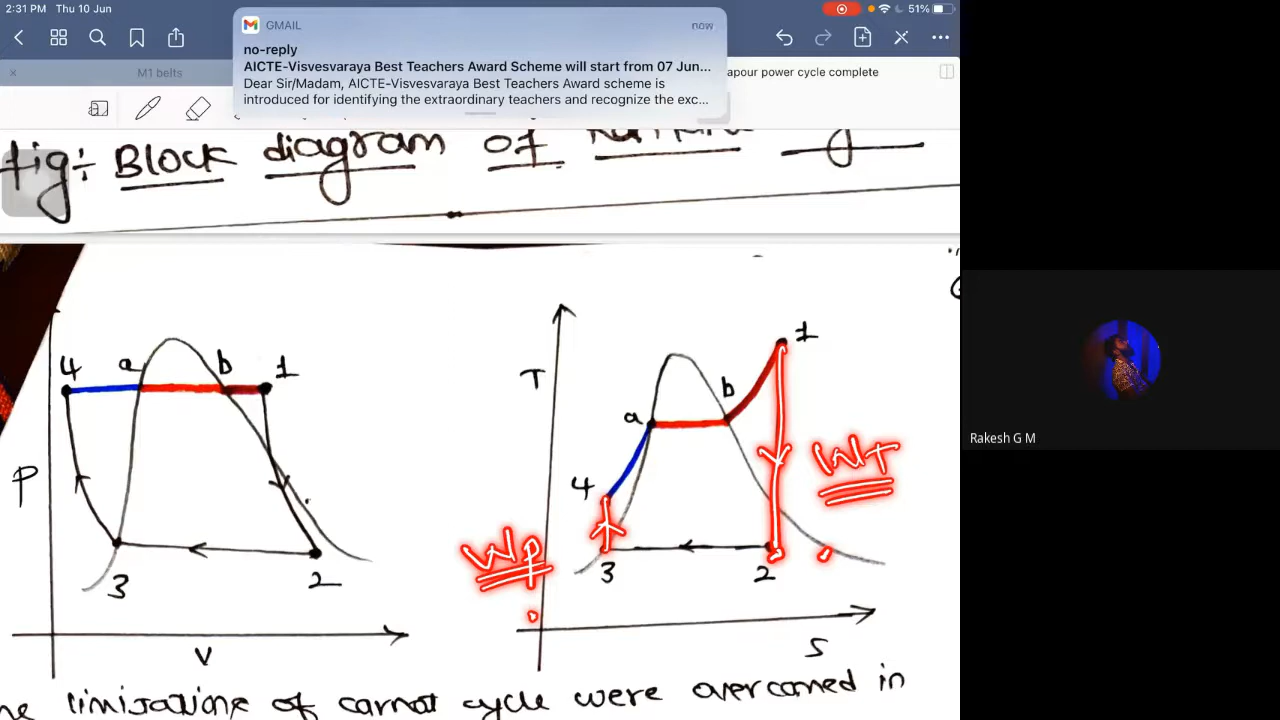 2:31 PM Thu 10 Jun
51%
GMAIL
now
no-reply
AICTE-Visvesvaraya Best Teachers Award Scheme will start from 07 Jun...
Dear Sir/Madam, AICTE-Visvesvaraya Best Teachers Award scheme is
introduced for identifying the extraordinary teachers and recognize the exc...
M1 belts
apour power cycle complete
fig:- Block diagram of
4 a b 1
P
3
2
V
T
1
b
a
4
WT
Wp
3
2
S
Rakesh G M
limitations of carnot cycle were overcomed in